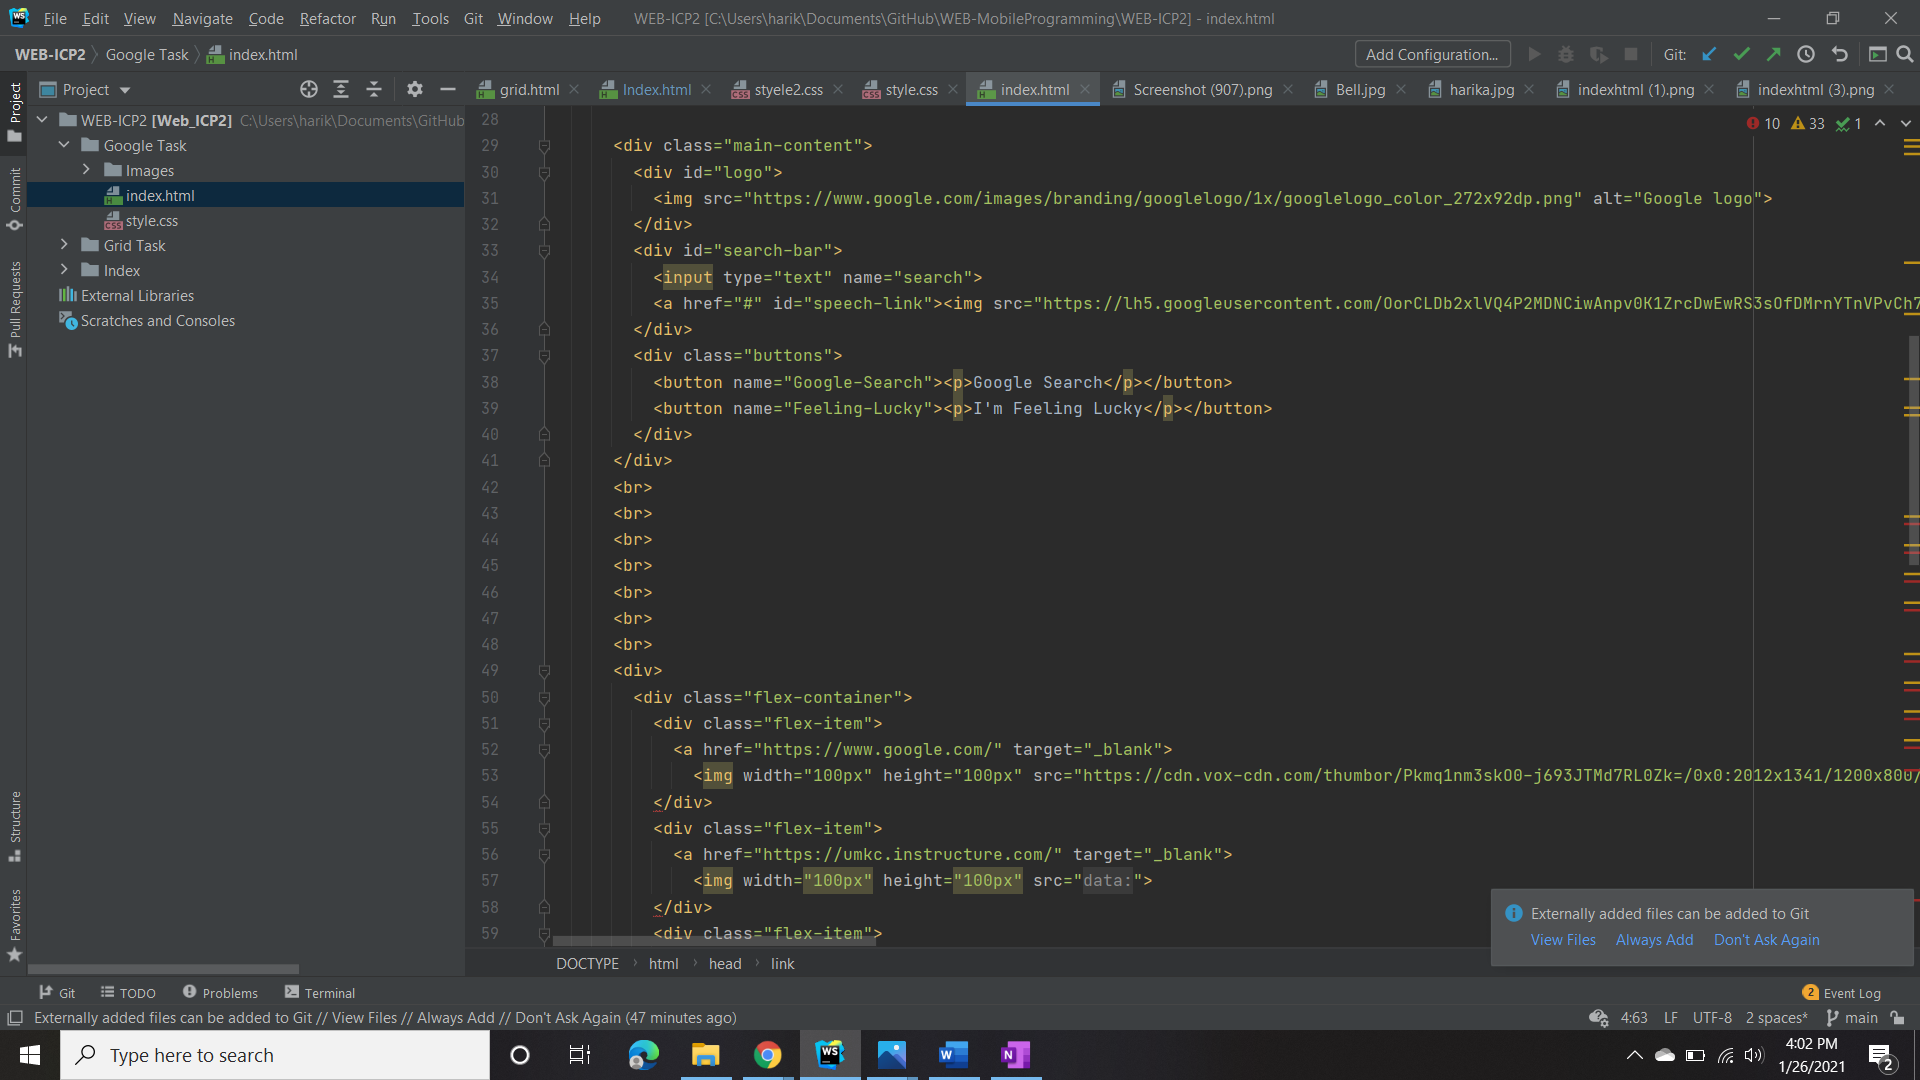 File Edit View Navigate Code Refactor Run Tools Git Window Help WEB-ICP2 [C:\Users\harik\Documents\GitHub\WEB-MobileProgramming\WEB-ICP2] - index.html
WEB-ICP2 Google Task index.html Add Configuration... Git:
Project grid.html Index.html styele2.css style.css index.html Screenshot (907).png Bell.jpg harika.jpg indexhtml (1).png indexhtml (3).png
Project
Commit
Pull Requests
Structure
Favorites
WEB-ICP2 [Web_ICP2] C:\Users\harik\Documents\GitHub
Google Task
Images
index.html
style.css
Grid Task
Index
External Libraries
Scratches and Consoles
10 33 1
28
29 <div class="main-content">
30 <div id="logo">
31 <img src="https://www.google.com/images/branding/googlelogo/1x/googlelogo_color_272x92dp.png" alt="Google logo">
32 </div>
33 <div id="search-bar">
34 <input type="text" name="search">
35 <a href="#" id="speech-link"><img src="https://lh5.googleusercontent.com/OorCLDb2xlVQ4P2MDNCiwAnpv0K1ZrcDwEwRS3sOfDMrnYTnVPvCh7
36 </div>
37 <div class="buttons">
38 <button name="Google-Search"><p>Google Search</p></button>
39 <button name="Feeling-Lucky"><p>I'm Feeling Lucky</p></button>
40 </div>
41 </div>
42 <br>
43 <br>
44 <br>
45 <br>
46 <br>
47 <br>
48 <br>
49 <div>
50 <div class="flex-container">
51 <div class="flex-item">
52 <a href="https://www.google.com/" target="_blank">
53 <img width="100px" height="100px" src="https://cdn.vox-cdn.com/thumbor/Pkmq1nm3skO0-j693JTMd7RL0Zk=/0x0:2012x1341/1200x800/
54 </div>
55 <div class="flex-item">
56 <a href="https://umkc.instructure.com/" target="_blank">
57 <img width="100px" height="100px" src="data:">
58 </div>
59 <div class="flex-item">
Externally added files can be added to Git
View Files Always Add Don't Ask Again
DOCTYPE html head link
Git TODO Problems Terminal 2 Event Log
Externally added files can be added to Git // View Files // Always Add // Don't Ask Again (47 minutes ago) 4:63 LF UTF-8 2 spaces* main
Type here to search
4:02 PM
1/26/2021
2